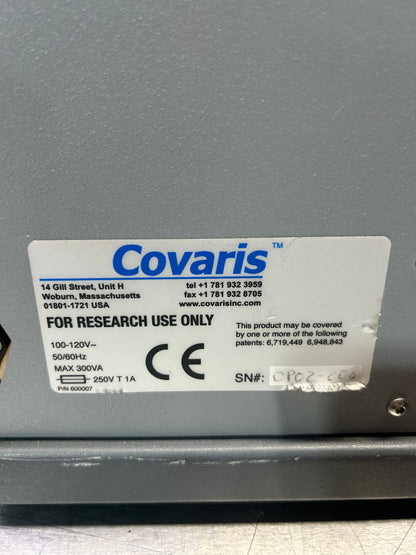 Covaris™
14 Gill Street, Unit H
Woburn, Massachusetts
01801-1721 USA
tel +1 781 932 3959
fax +1 781 932 8705
www.covarisinc.com
FOR RESEARCH USE ONLY
100-120V~
50/60Hz
MAX 300VA
250V T 1A
P/N 600007
CE
This product may be covered
by one or more of the following
patents: 6,719,449 6,948,843
SN#: